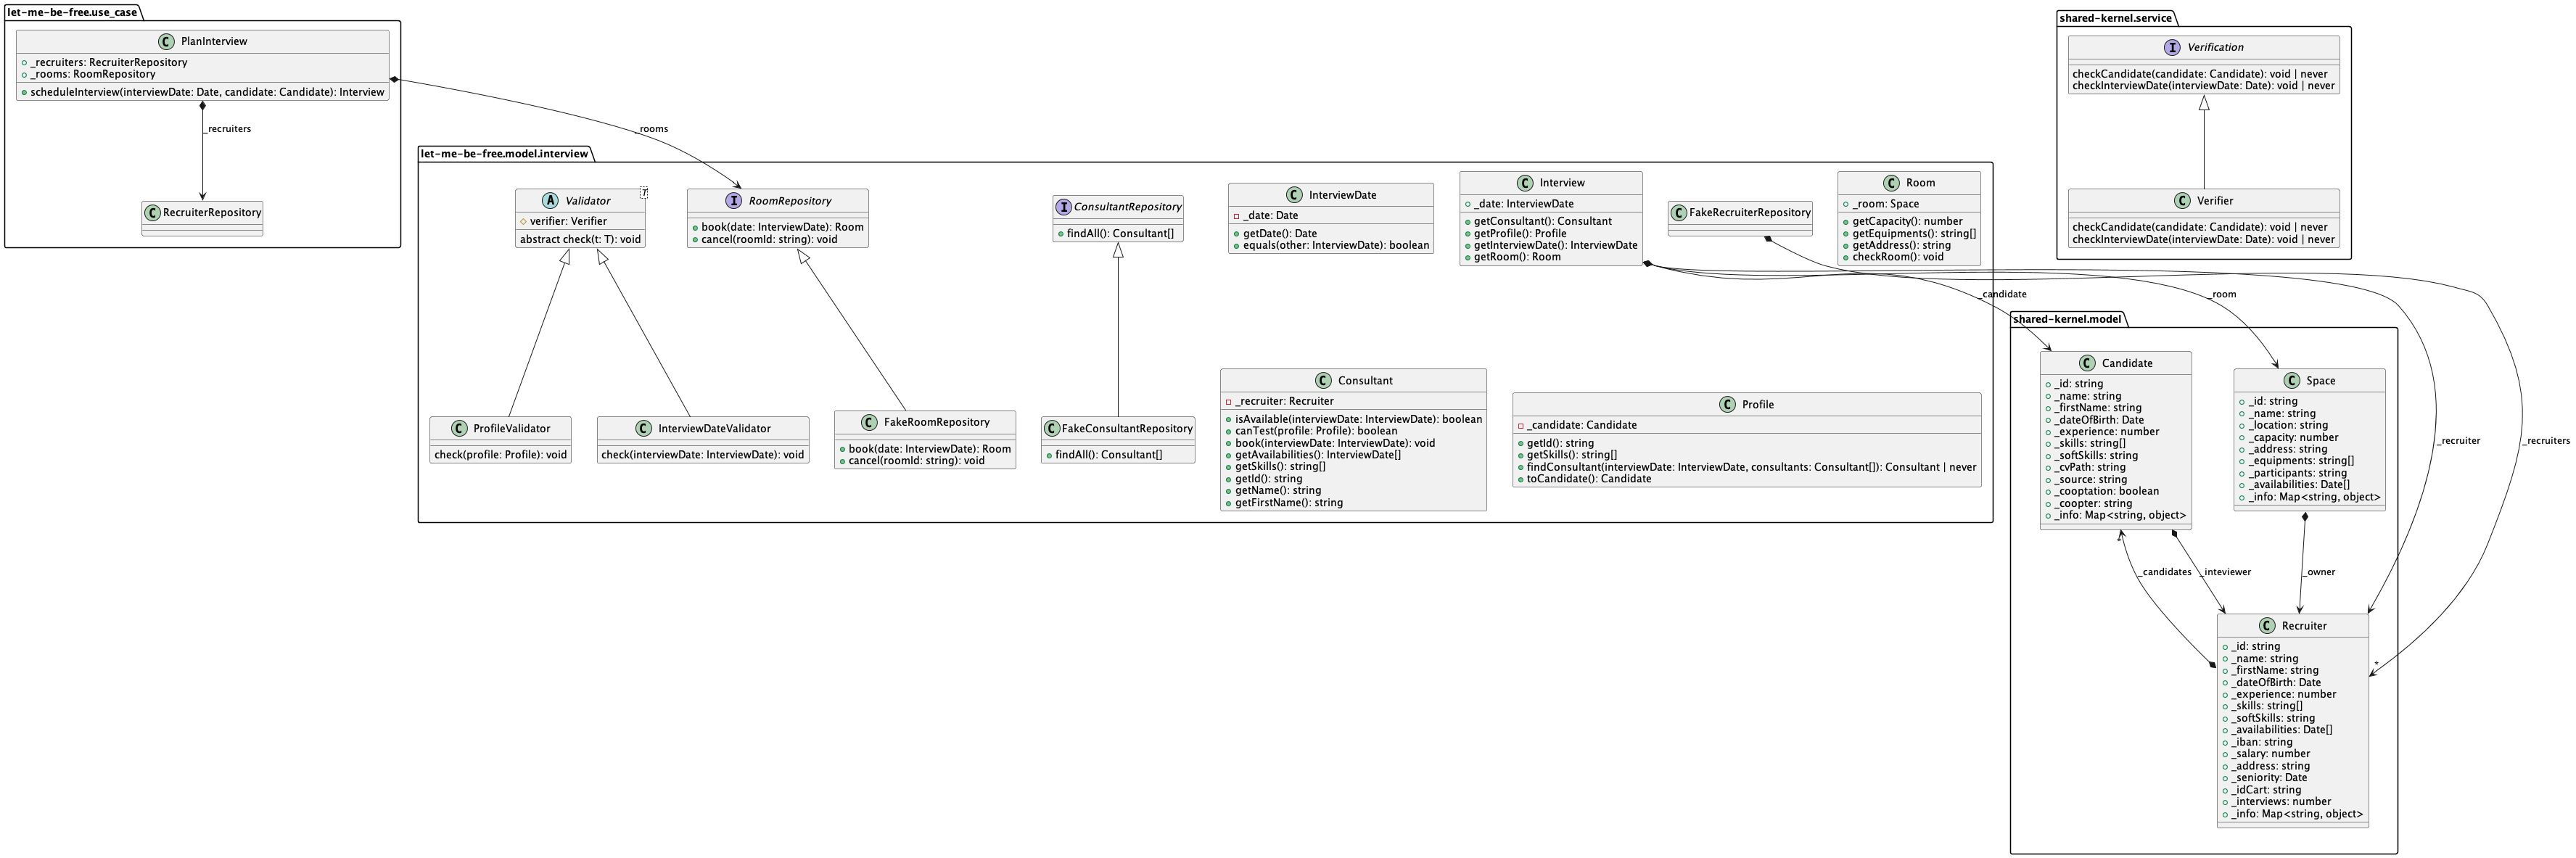 let-me-be-free.use_case
C PlanInterview
_recruiters: RecruiterRepository
_rooms: RoomRepository
scheduleInterview(interviewDate: Date, candidate: Candidate): Interview
_recruiters
C RecruiterRepository
_rooms
let-me-be-free.model.interview
A Validator
T
verifier: Verifier
abstract check(t: T): void
I RoomRepository
book(date: InterviewDate): Room
cancel(roomId: string): void
I ConsultantRepository
findAll(): Consultant[]
C InterviewDate
_date: Date
getDate(): Date
equals(other: InterviewDate): boolean
C Interview
_date: InterviewDate
getConsultant(): Consultant
getProfile(): Profile
getInterviewDate(): InterviewDate
getRoom(): Room
C FakeRecruiterRepository
C Room
_room: Space
getCapacity(): number
getEquipments(): string[]
getAddress(): string
checkRoom(): void
C ProfileValidator
check(profile: Profile): void
C InterviewDateValidator
check(interviewDate: InterviewDate): void
C FakeRoomRepository
book(date: InterviewDate): Room
cancel(roomId: string): void
C FakeConsultantRepository
findAll(): Consultant[]
C Consultant
_recruiter: Recruiter
isAvailable(interviewDate: InterviewDate): boolean
canTest(profile: Profile): boolean
book(interviewDate: InterviewDate): void
getAvailabilities(): InterviewDate[]
getSkills(): string[]
getId(): string
getName(): string
getFirstName(): string
C Profile
_candidate: Candidate
getId(): string
getSkills(): string[]
findConsultant(interviewDate: InterviewDate, consultants: Consultant[]): Consultant | never
toCandidate(): Candidate
shared-kernel.service
I Verification
checkCandidate(candidate: Candidate): void | never
checkInterviewDate(interviewDate: Date): void | never
C Verifier
checkCandidate(candidate: Candidate): void | never
checkInterviewDate(interviewDate: Date): void | never
_candidate
_room
_recruiter
_recruiters
shared-kernel.model
C Candidate
_id: string
_name: string
_firstName: string
_dateOfBirth: Date
_experience: number
_skills: string[]
_softSkills: string
_cvPath: string
_source: string
_cooptation: boolean
_coopter: string
_info: Map<string, object>
C Space
_id: string
_name: string
_location: string
_capacity: number
_address: string
_equipments: string[]
_participants: string
_availabilities: Date[]
_info: Map<string, object>
*
_candidates
_inteviewer
_owner
*
C Recruiter
_id: string
_name: string
_firstName: string
_dateOfBirth: Date
_experience: number
_skills: string[]
_softSkills: string
_availabilities: Date[]
_iban: string
_salary: number
_address: string
_seniority: Date
_idCart: string
_interviews: number
_info: Map<string, object>